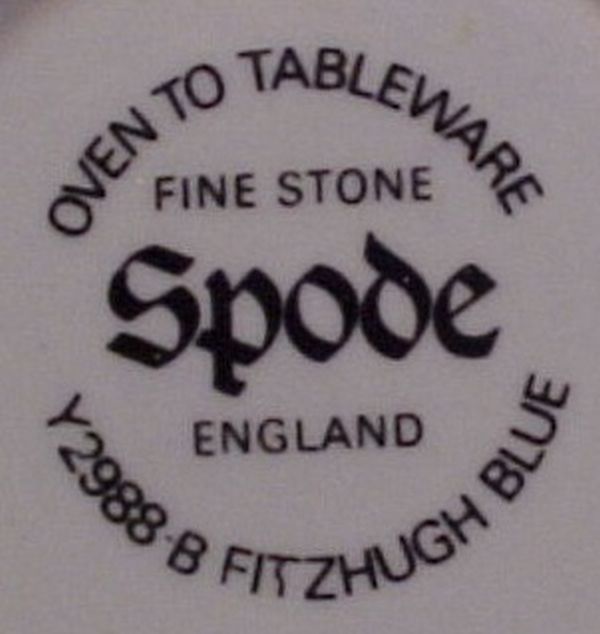 OVEN TO TABLEWARE
FINE STONE
Spode
ENGLAND
Y2988-B FITZHUGH BLUE